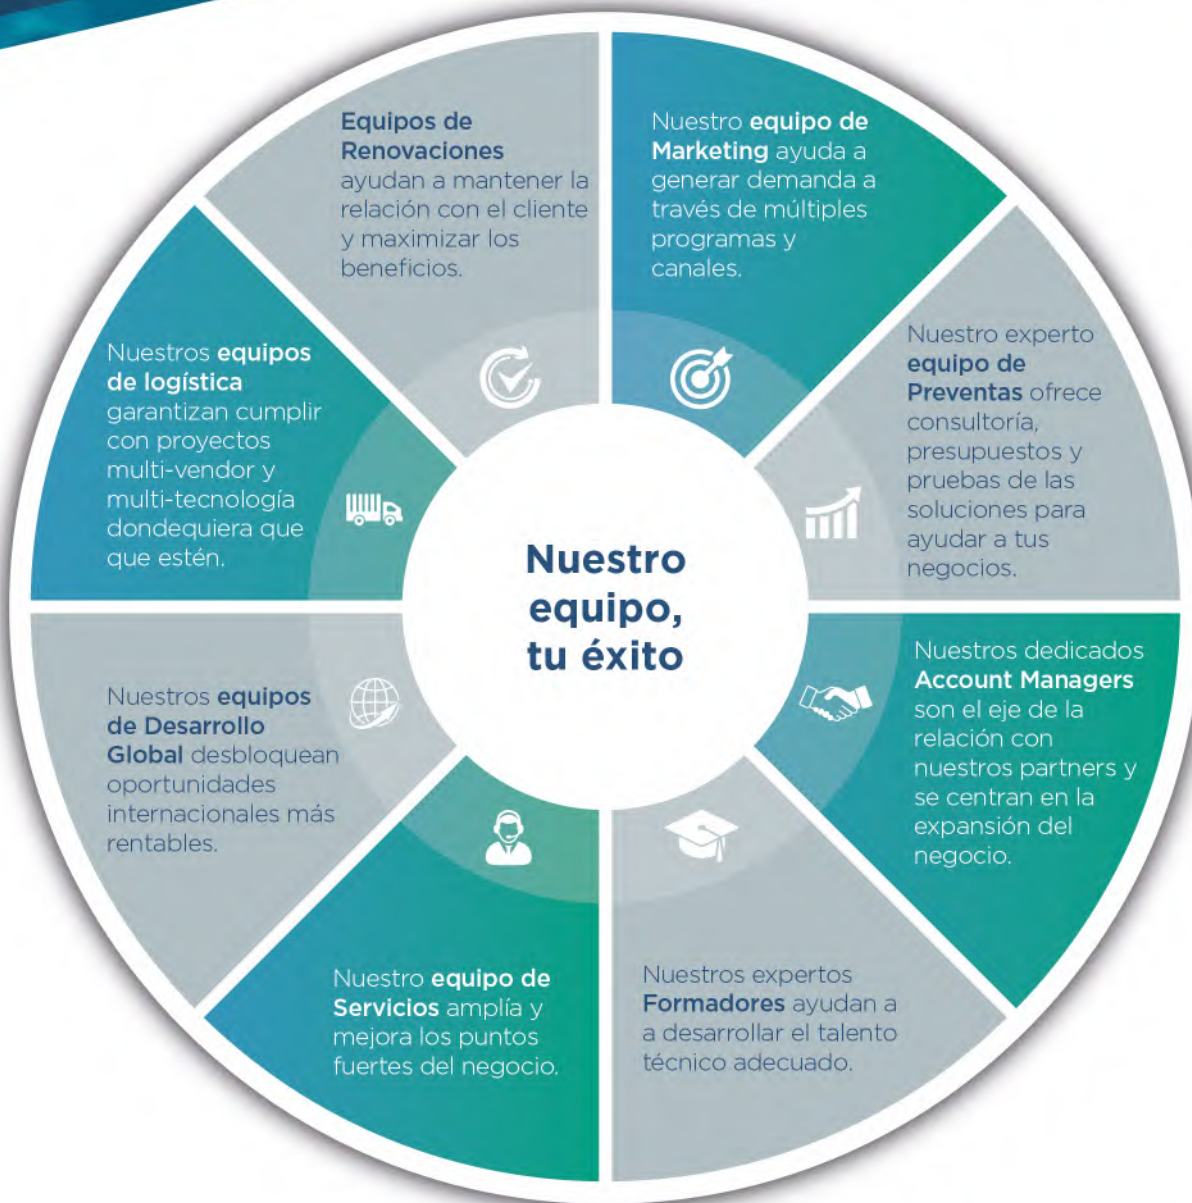 Equipos de
Renovaciones
ayudan a mantener la
relación con el cliente
y maximizar los
beneficios.
Nuestro equipo de
Marketing ayuda a
generar demanda a
través de múltiples
programas y
canales.
Nuestro experto
equipo de
Preventas ofrece
consultoría,
presupuestos y
pruebas de las
soluciones para
ayudar a tus
negocios.
Nuestros dedicados
Account Managers
son el eje de la
relación con
nuestros partners y
se centran en la
expansión del
negocio.
Nuestros expertos
Formadores ayudan a
a desarrollar el talento
técnico adecuado.
Nuestro equipo de
Servicios amplía y
mejora los puntos
fuertes del negocio.
Nuestros equipos
de Desarrollo
Global desbloquean
oportunidades
internacionales más
rentables.
Nuestros equipos
de logística
garantizan cumplir
con proyectos
multi-vendor y
multi-tecnología
dondequiera que
que estén.
Nuestro
equipo,
tu éxito